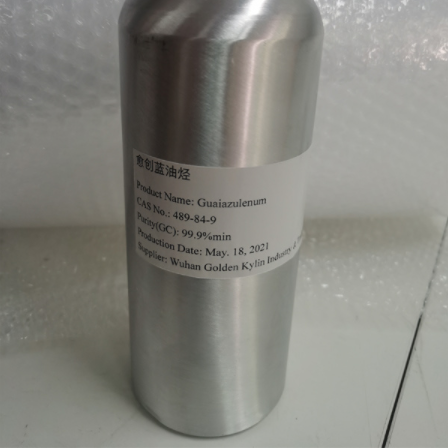 愈创蓝油烃
Product Name: Guaiazulenum
CAS No.: 489-84-9
Purity(GC): 99.9%min
Production Date: May. 18, 2021
Supplier: Wuhan Golden Kylin Industry &